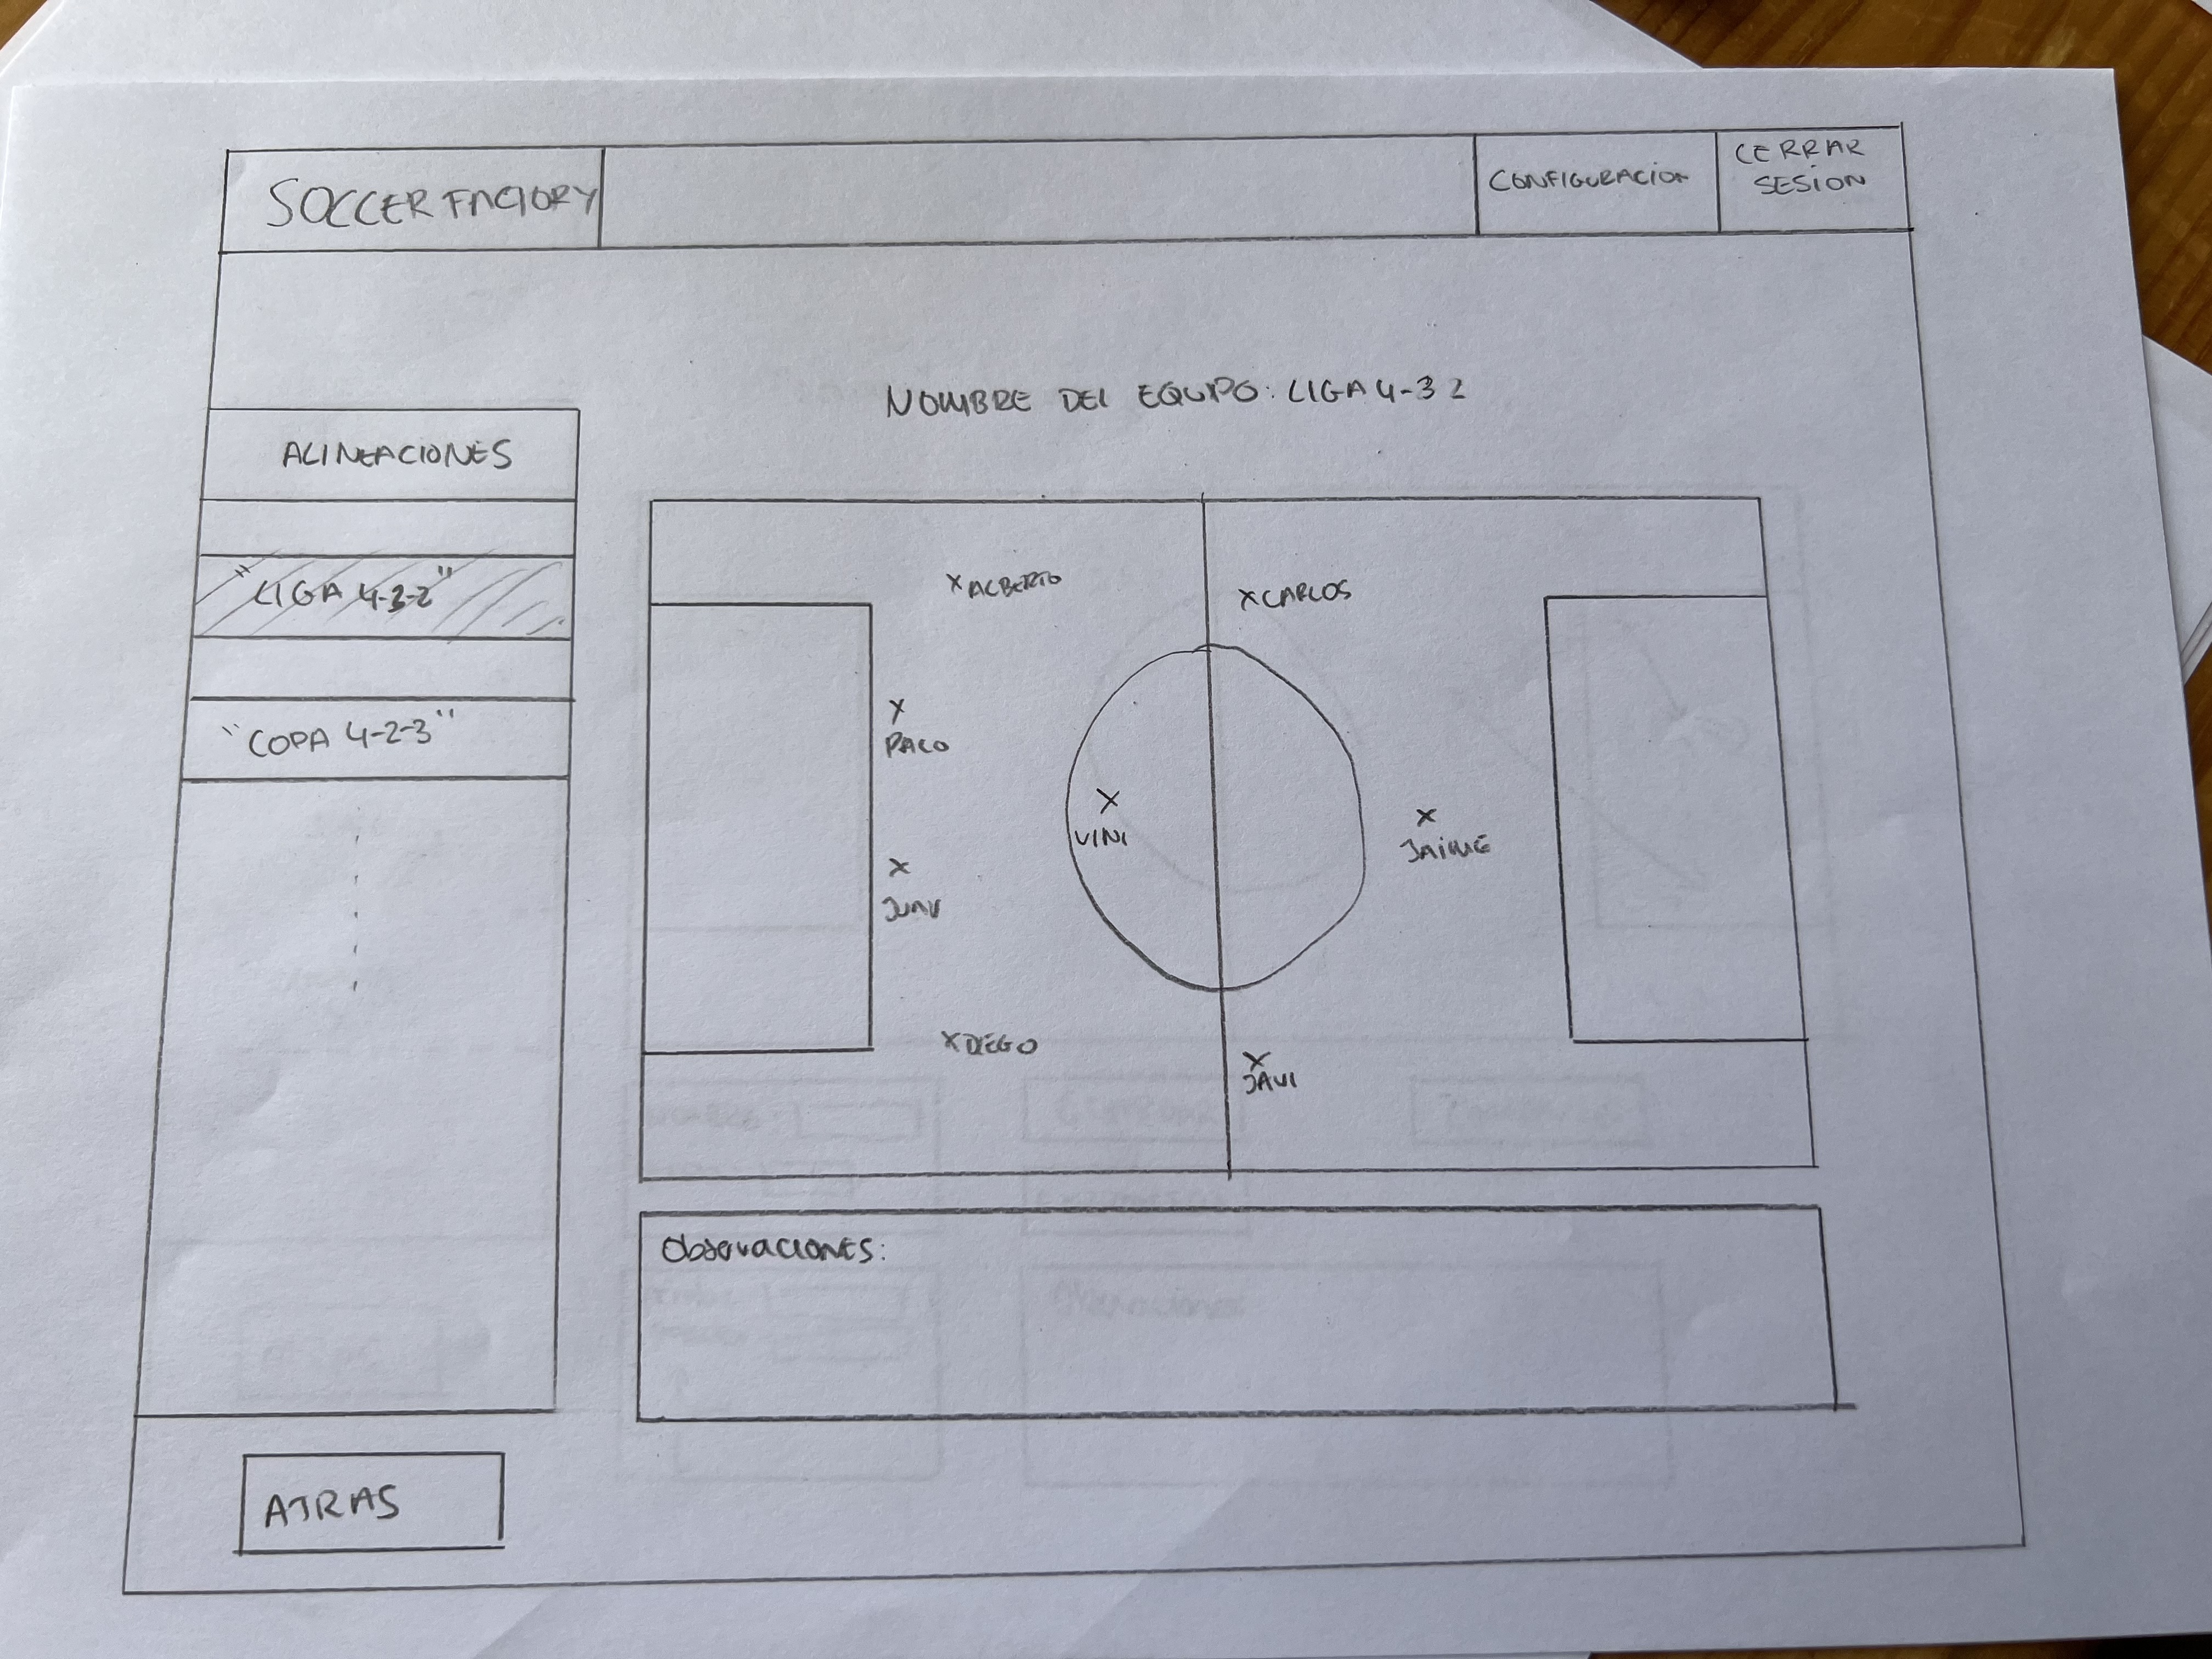 SOCCER FACTORY
CONFIGURACION
CERRAR
SESION
NOMBRE DEL EQUIPO: LIGA 4-3 2
ALINEACIONES
"LIGA 4-3-2"
"COPA 4-2-3"
X ALBERTO
X CARLOS
X
PACO
X
VINI
X
JAIME
X
JUAN
X DIEGO
X
JAVI
Observaciones:
ATRAS